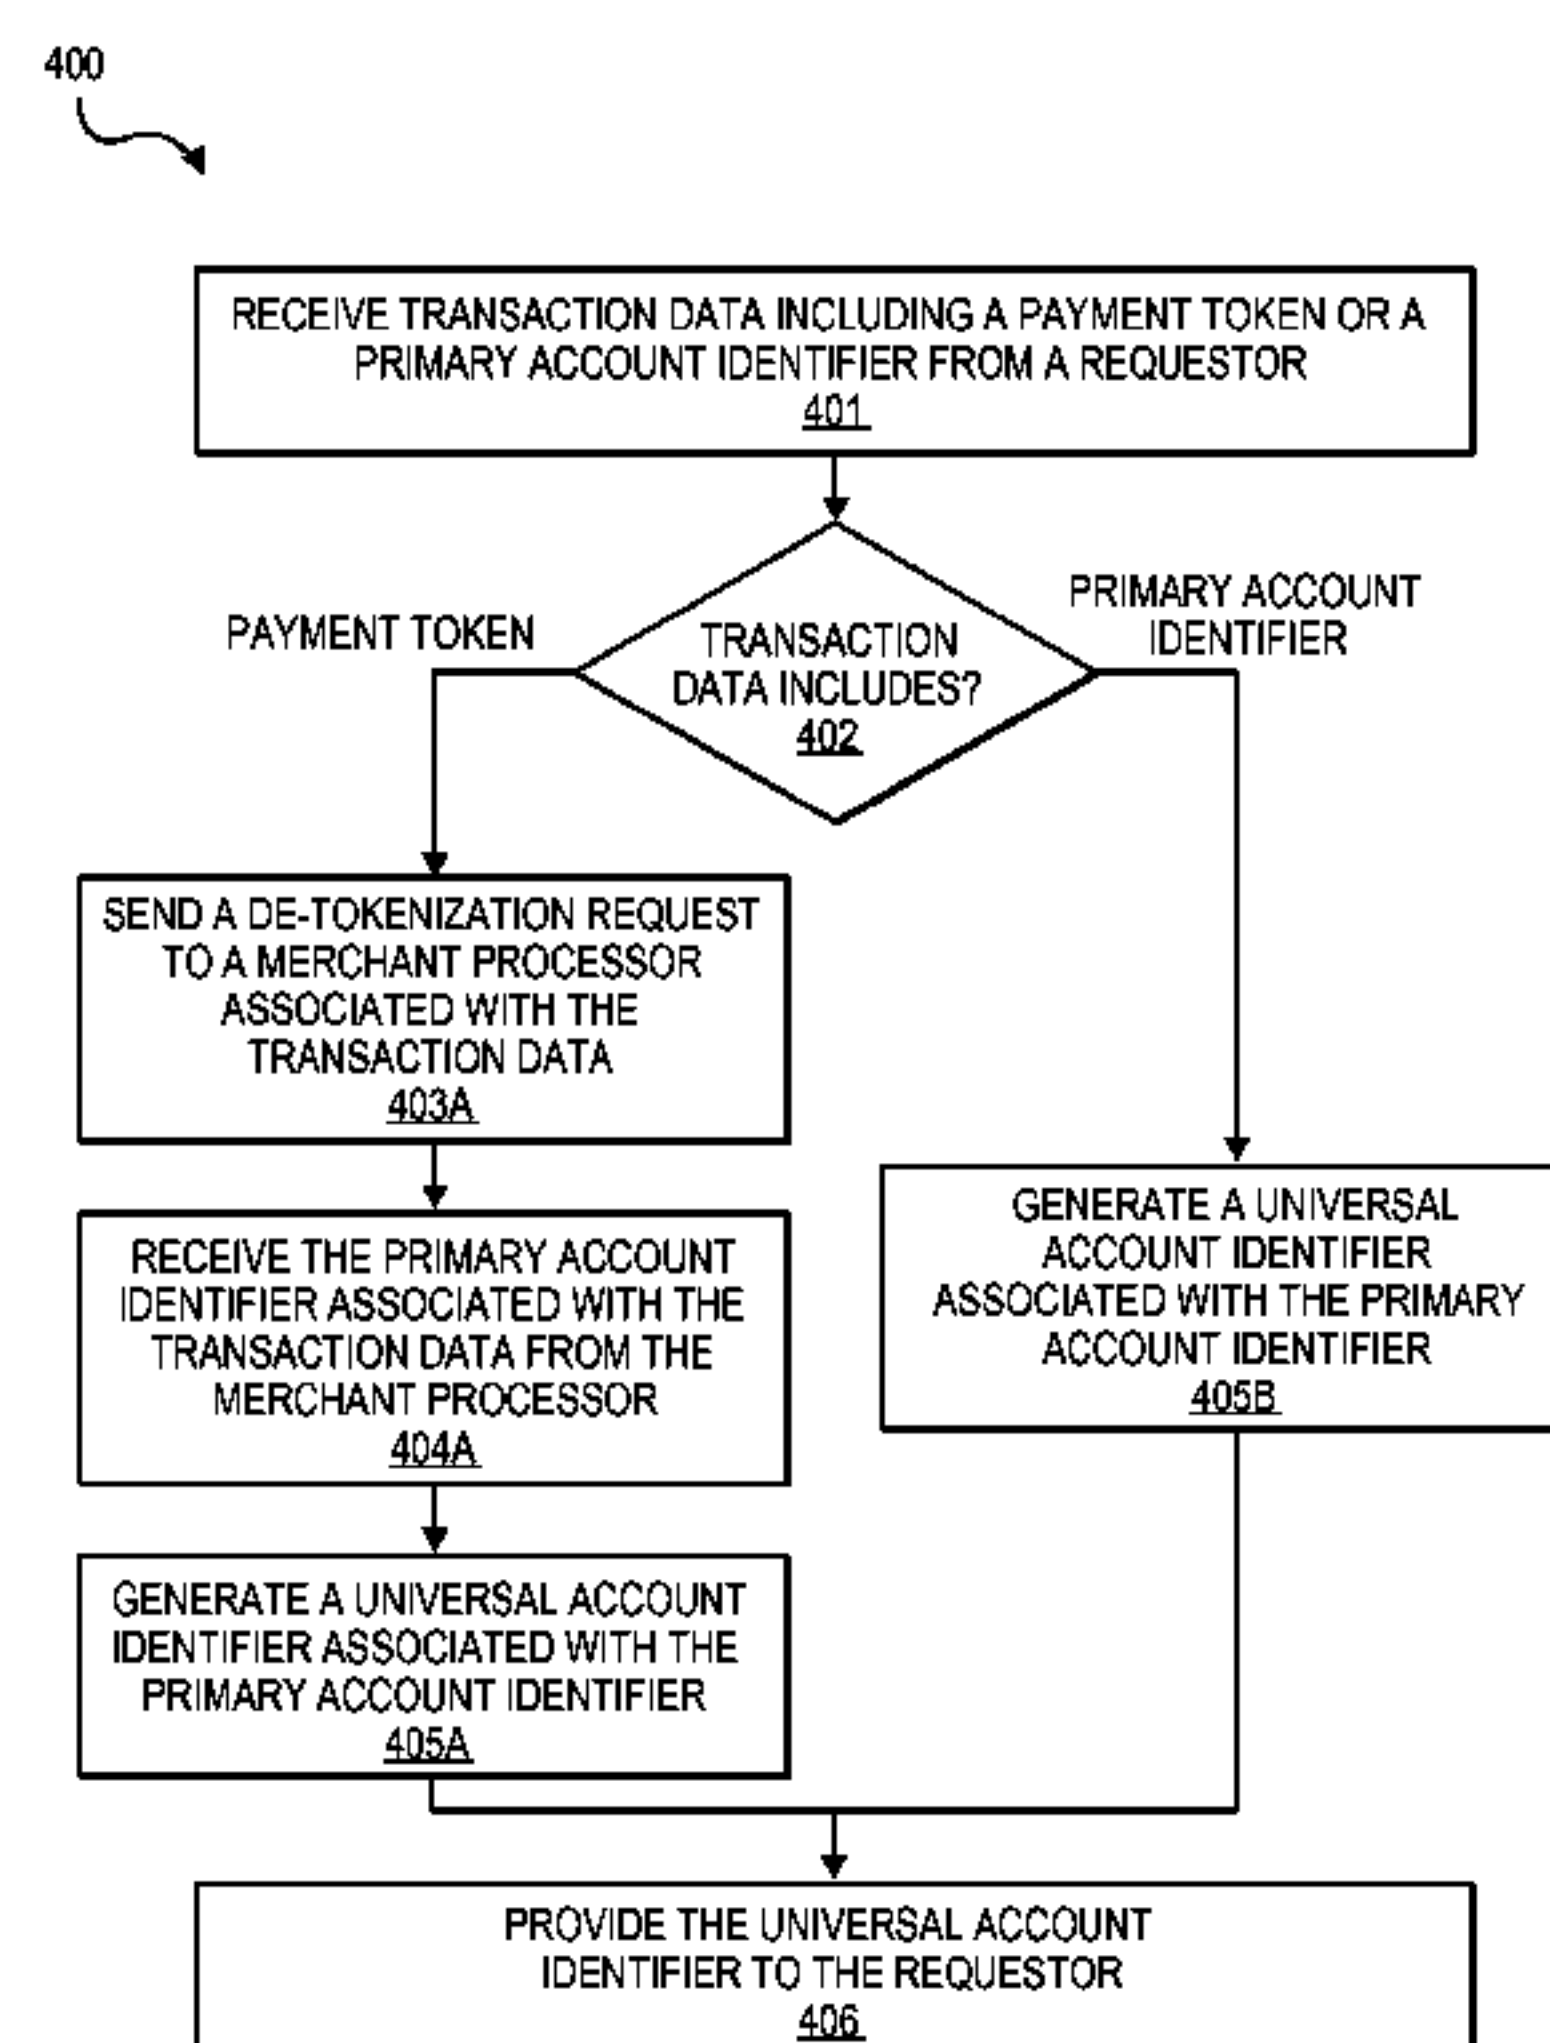 400
RECEIVE TRANSACTION DATA INCLUDING A PAYMENT TOKEN OR A
PRIMARY ACCOUNT IDENTIFIER FROM A REQUESTOR
401
PAYMENT TOKEN
TRANSACTION
DATA INCLUDES?
402
PRIMARY ACCOUNT
IDENTIFIER
SEND A DE-TOKENIZATION REQUEST
TO A MERCHANT PROCESSOR
ASSOCIATED WITH THE
TRANSACTION DATA
403A
RECEIVE THE PRIMARY ACCOUNT
IDENTIFIER ASSOCIATED WITH THE
TRANSACTION DATA FROM THE
MERCHANT PROCESSOR
404A
GENERATE A UNIVERSAL
ACCOUNT IDENTIFIER
ASSOCIATED WITH THE PRIMARY
ACCOUNT IDENTIFIER
405B
GENERATE A UNIVERSAL ACCOUNT
IDENTIFIER ASSOCIATED WITH THE
PRIMARY ACCOUNT IDENTIFIER
405A
PROVIDE THE UNIVERSAL ACCOUNT
IDENTIFIER TO THE REQUESTOR
406